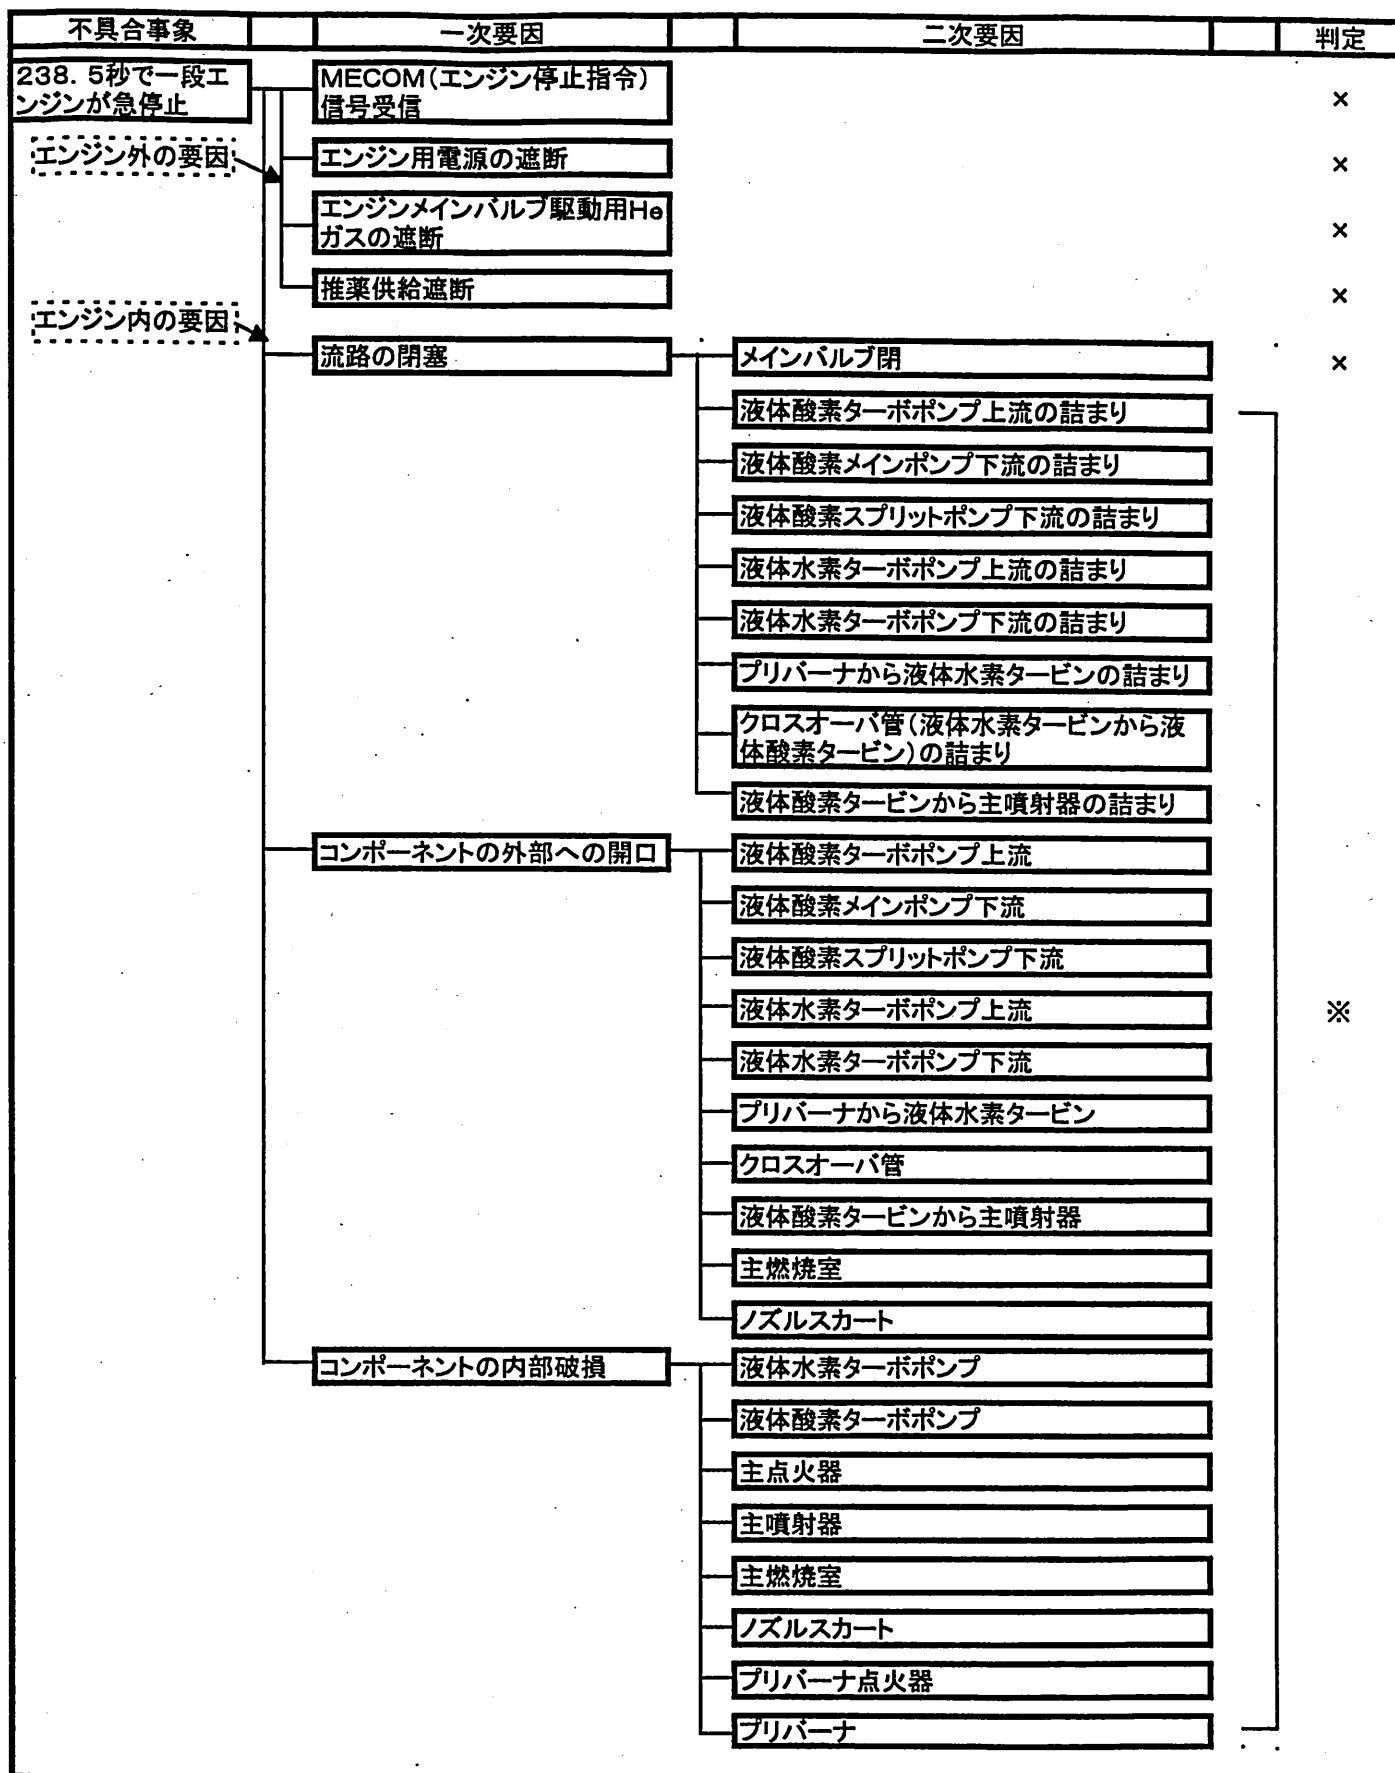 不具合事象 一次要因 二次要因 判定
238. 5秒で一段エ
ンジンが急停止
MECOM(エンジン停止指令)
信号受信
×
エンジン外の要因
エンジン用電源の遮断
×
エンジンメインバルブ駆動用He
ガスの遮断
×
推薬供給遮断
×
エンジン内の要因
流路の閉塞
メインバルブ閉
×
液体酸素ターボポンプ上流の詰まり
液体酸素メインポンプ下流の詰まり
液体酸素スプリットポンプ下流の詰まり
液体水素ターボポンプ上流の詰まり
液体水素ターボポンプ下流の詰まり
プリバーナから液体水素タービンの詰まり
クロスオーバ管(液体水素タービンから液
体酸素タービン)の詰まり
液体酸素タービンから主噴射器の詰まり
コンポーネントの外部への開口
液体酸素ターボポンプ上流
液体酸素メインポンプ下流
液体酸素スプリットポンプ下流
液体水素ターボポンプ上流
※
液体水素ターボポンプ下流
プリバーナから液体水素タービン
クロスオーバ管
液体酸素タービンから主噴射器
主燃焼室
ノズルスカート
コンポーネントの内部破損
液体水素ターボポンプ
液体酸素ターボポンプ
主点火器
主噴射器
主燃焼室
ノズルスカート
プリバーナ点火器
プリバーナ